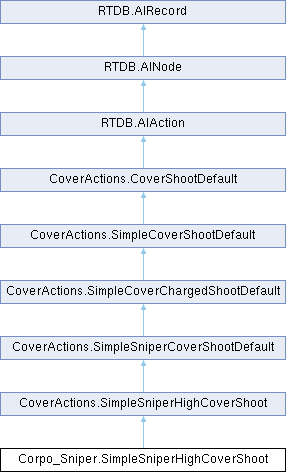 RTDB.AIRecord
RTDB.AINode
RTDB.AIAction
CoverActions.CoverShootDefault
CoverActions.SimpleCoverShootDefault
CoverActions.SimpleCoverChargedShootDefault
CoverActions.SimpleSniperCoverShootDefault
CoverActions.SimpleSniperHighCoverShoot
Corpo_Sniper.SimpleSniperHighCoverShoot